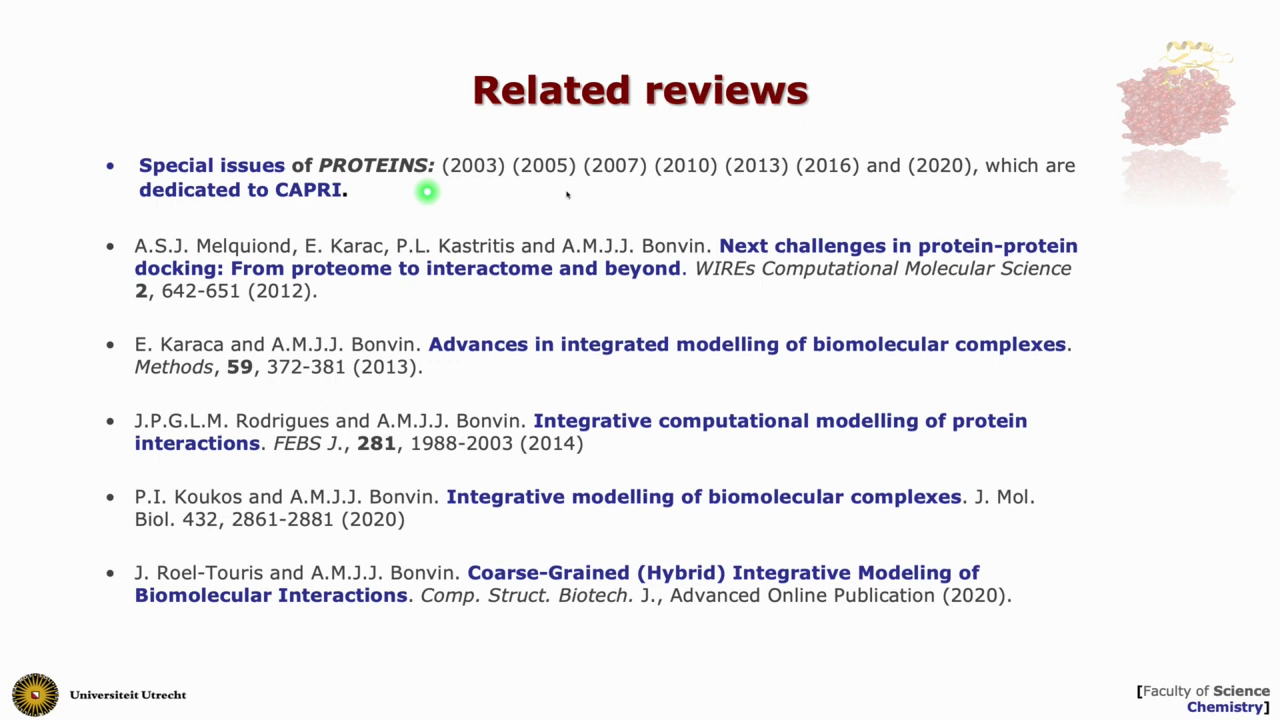 Related reviews
• Special issues of PROTEINS: (2003) (2005) (2007) (2010) (2013) (2016) and (2020), which are
dedicated to CAPRI.
• A.S.J. Melquiond, E. Karac, P.L. Kastritis and A.M.J.J. Bonvin. Next challenges in protein-protein
docking: From proteome to interactome and beyond. WIREs Computational Molecular Science
2, 642-651 (2012).
• E. Karaca and A.M.J.J. Bonvin. Advances in integrated modelling of biomolecular complexes.
Methods, 59, 372-381 (2013).
• J.P.G.L.M. Rodrigues and A.M.J.J. Bonvin. Integrative computational modelling of protein
interactions. FEBS J., 281, 1988-2003 (2014)
• P.I. Koukos and A.M.J.J. Bonvin. Integrative modelling of biomolecular complexes. J. Mol.
Biol. 432, 2861-2881 (2020)
• J. Roel-Touris and A.M.J.J. Bonvin. Coarse-Grained (Hybrid) Integrative Modeling of
Biomolecular Interactions. Comp. Struct. Biotech. J., Advanced Online Publication (2020).
Universiteit Utrecht
[Faculty of Science
Chemistry]